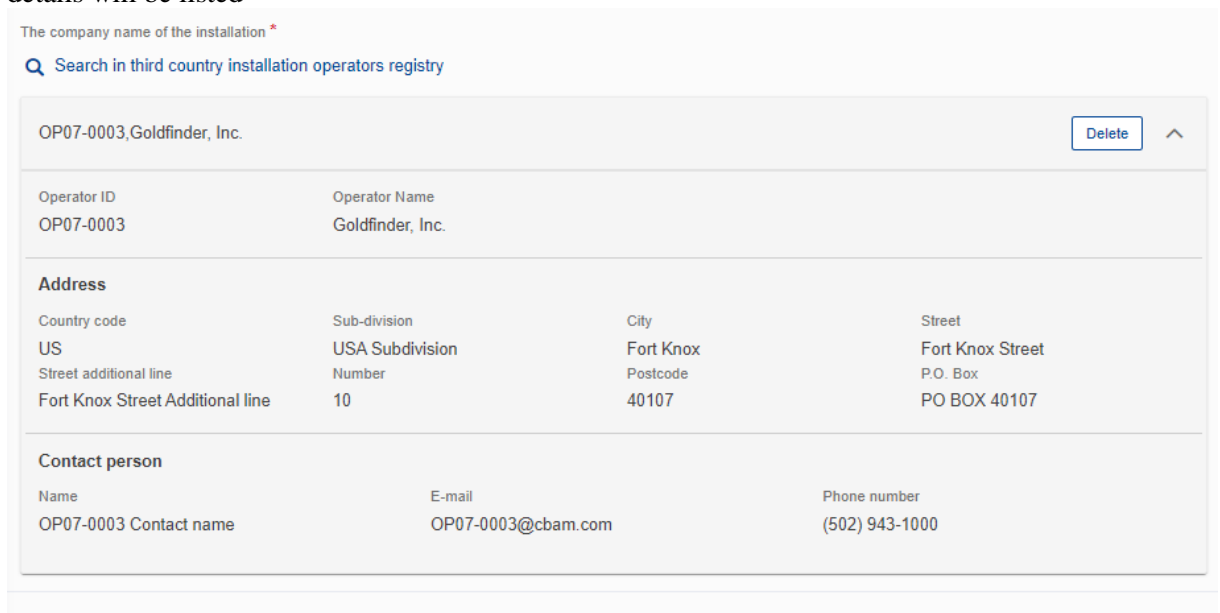 details will be listed
The company name of the installation *
Search in third country installation operators registry
OP07-0003,Goldfinder, Inc.
Delete
Operator ID Operator Name
OP07-0003 Goldfinder, Inc.
Address
Country code Sub-division City Street
US USA Subdivision Fort Knox Fort Knox Street
Street additional line Number Postcode P.O. Box
Fort Knox Street Additional line 10 40107 PO BOX 40107
Contact person
Name E-mail Phone number
OP07-0003 Contact name OP07-0003@cbam.com (502) 943-1000